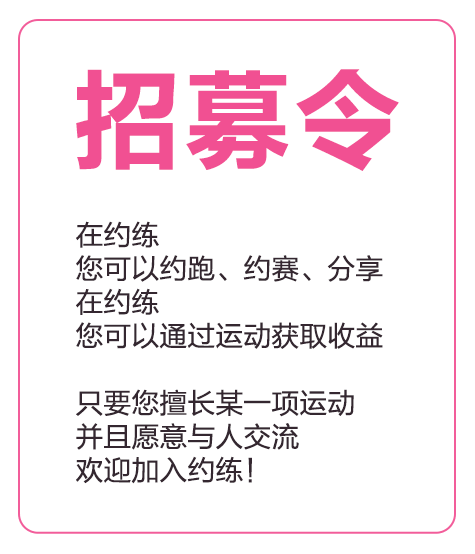 招募令
在约练
您可以约跑、约赛、分享
在约练
您可以通过运动获取收益
只要您擅长某一项运动
并且愿意与人交流
欢迎加入约练！